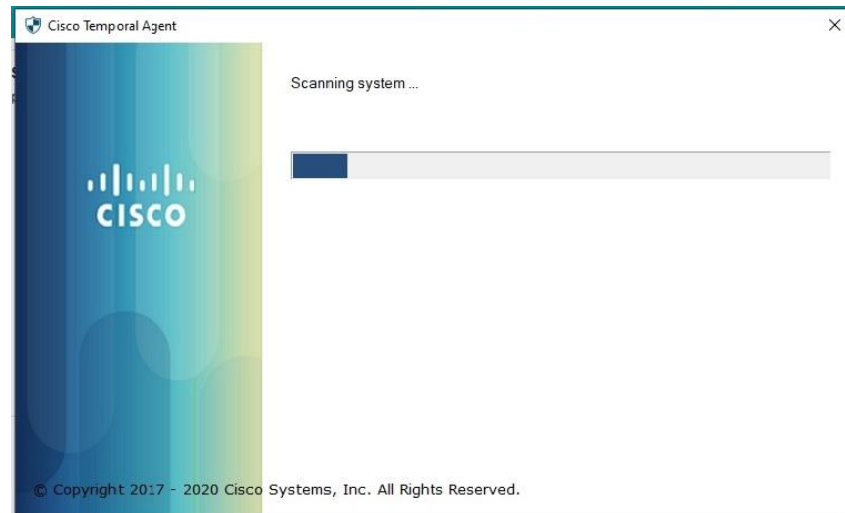 Cisco Temporal Agent
Scanning system ...
CISCO
© Copyright 2017 - 2020 Cisco Systems, Inc. All Rights Reserved.